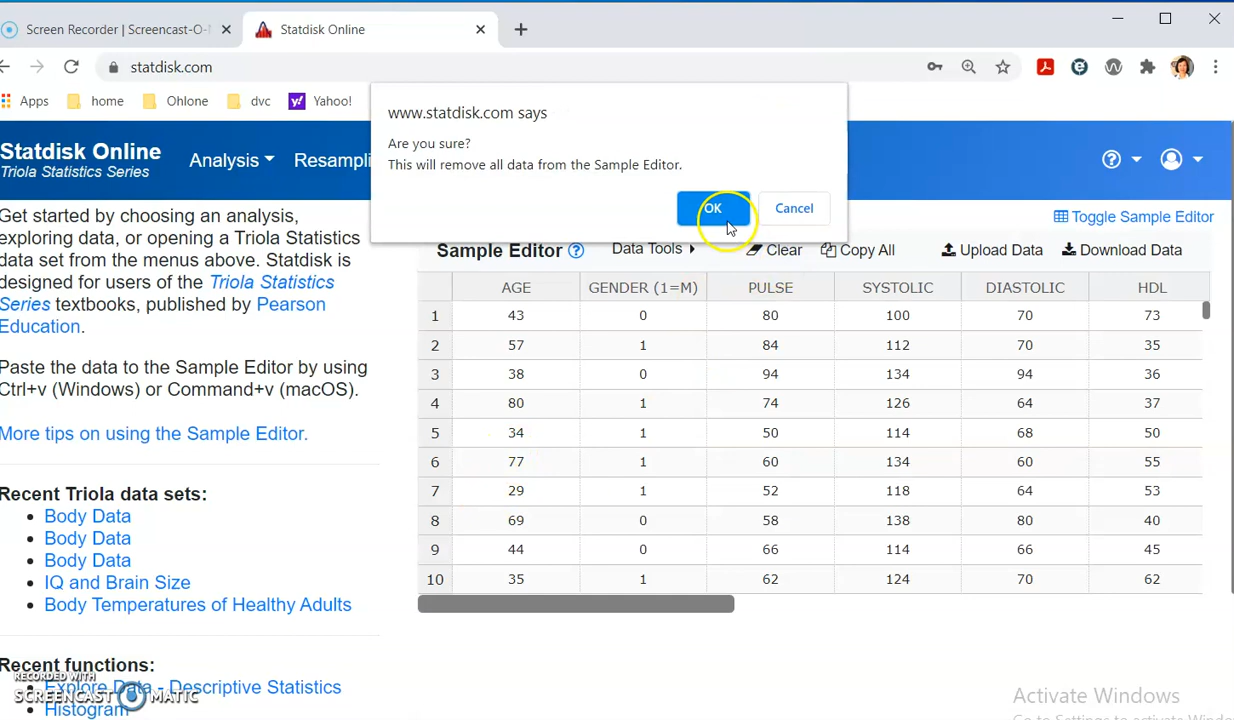 Screen Recorder | Screencast-O-
Statdisk Online
statdisk.com
Apps home Ohlone dvc Yahoo!
www.statdisk.com says
Are you sure?
This will remove all data from the Sample Editor.
OK Cancel
Statdisk Online
Triola Statistics Series
Analysis Resampli
Toggle Sample Editor
Get started by choosing an analysis,
exploring data, or opening a Triola Statistics
data set from the menus above. Statdisk is
designed for users of the Triola Statistics
Series textbooks, published by Pearson
Education.
Paste the data to the Sample Editor by using
Ctrl+v (Windows) or Command+v (macOS).
More tips on using the Sample Editor.
Recent Triola data sets:
Body Data
Body Data
Body Data
IQ and Brain Size
Body Temperatures of Healthy Adults
Recent functions:
Explore Data - Descriptive Statistics
Histogram
Sample Editor Data Tools Clear Copy All Upload Data Download Data
AGE GENDER (1=M) PULSE SYSTOLIC DIASTOLIC HDL
1 43 0 80 100 70 73
2 57 1 84 112 70 35
3 38 0 94 134 94 36
4 80 1 74 126 64 37
5 34 1 50 114 68 50
6 77 1 60 134 60 55
7 29 1 52 118 64 53
8 69 0 58 138 80 40
9 44 0 66 114 66 45
10 35 1 62 124 70 62
RECORDED WITH
SCREENCAST MATIC
Activate Windows
Go to Settings to activate Windo